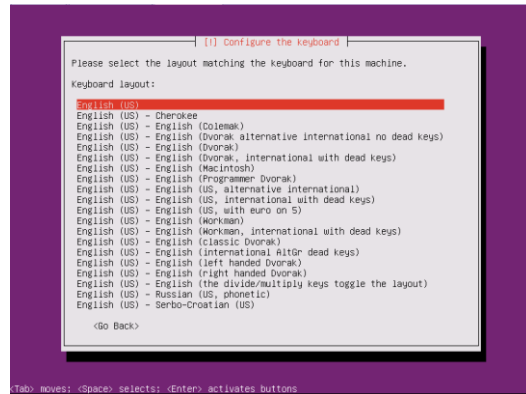 [!] Configure the keyboard
Please select the layout matching the keyboard for this machine.
Keyboard layout:
English (US)
English (US) - Cherokee
English (US) - English (Colemak)
English (US) - English (Dvorak alternative international no dead keys)
English (US) - English (Dvorak)
English (US) - English (Dvorak, international with dead keys)
English (US) - English (Macintosh)
English (US) - English (Programmer Dvorak)
English (US) - English (US, alternative international)
English (US) - English (US, international with dead keys)
English (US) - English (US, with euro on 5)
English (US) - English (Workman)
English (US) - English (Workman, international with dead keys)
English (US) - English (classic Dvorak)
English (US) - English (international AltGr dead keys)
English (US) - English (left handed Dvorak)
English (US) - English (right handed Dvorak)
English (US) - English (the divide/multiply keys toggle the layout)
English (US) - Russian (US, phonetic)
English (US) - Serbo-Croatian (US)
<Go Back>
<Tab> moves; <Space> selects; <Enter> activates buttons